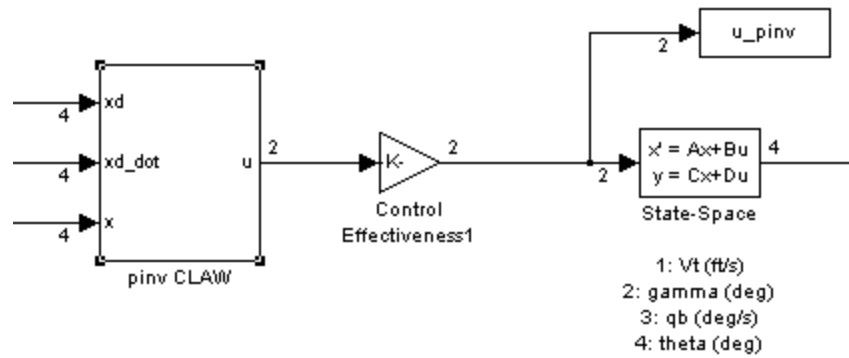 2
u_pinv
4
xd
4
xd_dot
u
2
K-
2
2
x' = Ax+Bu
y = Cx+Du
4
4
x
Control
Effectiveness1
State-Space
pinv CLAW
1: Vt (ft/s)
2: gamma (deg)
3: qb (deg/s)
4: theta (deg)